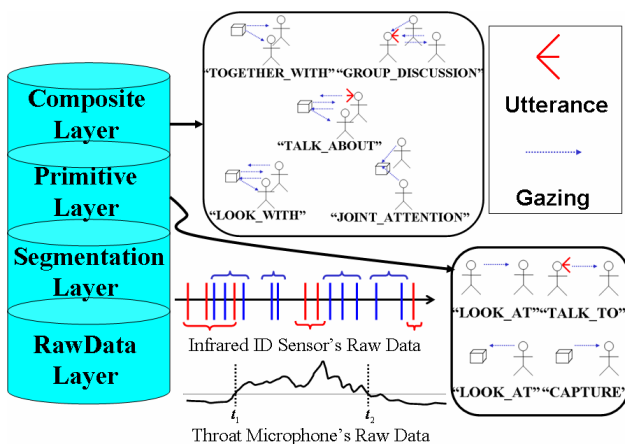 Composite
Layer
Primitive
Layer
Segmentation
Layer
RawData
Layer
"TOGETHER_WITH" "GROUP_DISCUSSION"
"TALK_ABOUT"
"LOOK_WITH" "JOINT_ATTENTION"
Utterance
Gazing
"LOOK_AT" "TALK_TO"
"LOOK_AT" "CAPTURE"
Infrared ID Sensor's Raw Data
t1 t2
Throat Microphone's Raw Data